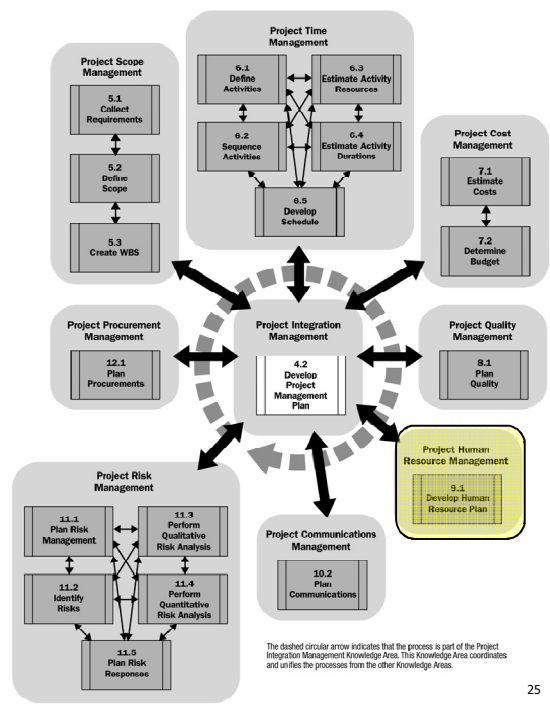 Project Time
Management
6.1
Define
Activities
6.3
Estimate Activity
Resources
6.2
Sequence
Activities
6.4
Estimate Activity
Durations
6.5
Develop
Schedule
Project Scope
Management
5.1
Collect
Requirements
5.2
Define
Scope
5.3
Create WBS
Project Cost
Management
7.1
Estimate
Costs
7.2
Determine
Budget
Project Procurement
Management
12.1
Plan
Procurements
Project Integration
Management
4.2
Develop
Project
Management
Plan
Project Quality
Management
8.1
Plan
Quality
Project Human
Resource Management
9.1
Develop Human
Resource Plan
Project Risk
Management
11.1
Plan Risk
Management
11.3
Perform
Qualitative
Risk Analysis
11.2
Identify
Risks
11.4
Perform
Quantitative
Risk Analysis
11.5
Plan Risk
Responses
Project Communications
Management
10.2
Plan
Communications
The dashed circular arrow indicates that the process is part of the Project
Integration Management Knowledge Area. This Knowledge Area coordinates
and unifies the processes from the other Knowledge Areas.
25